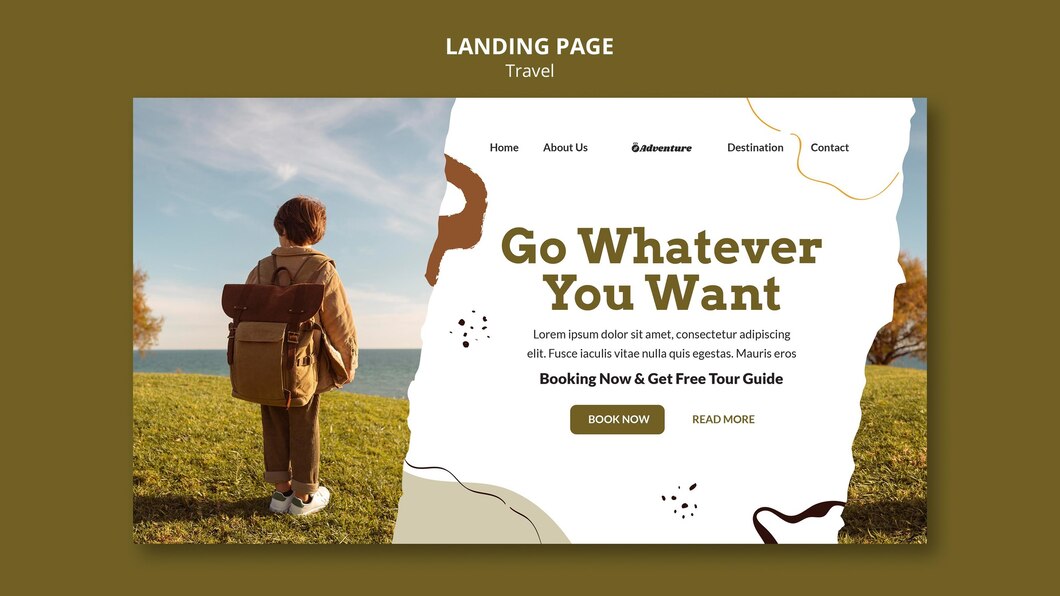 LANDING PAGE
Travel
Home About Us Adventure Destination Contact
Go Whatever
You Want
Lorem ipsum dolor sit amet, consectetur adipiscing
elit. Fusce iaculis vitae nulla quis egestas. Mauris eros
Booking Now & Get Free Tour Guide
BOOK NOW READ MORE